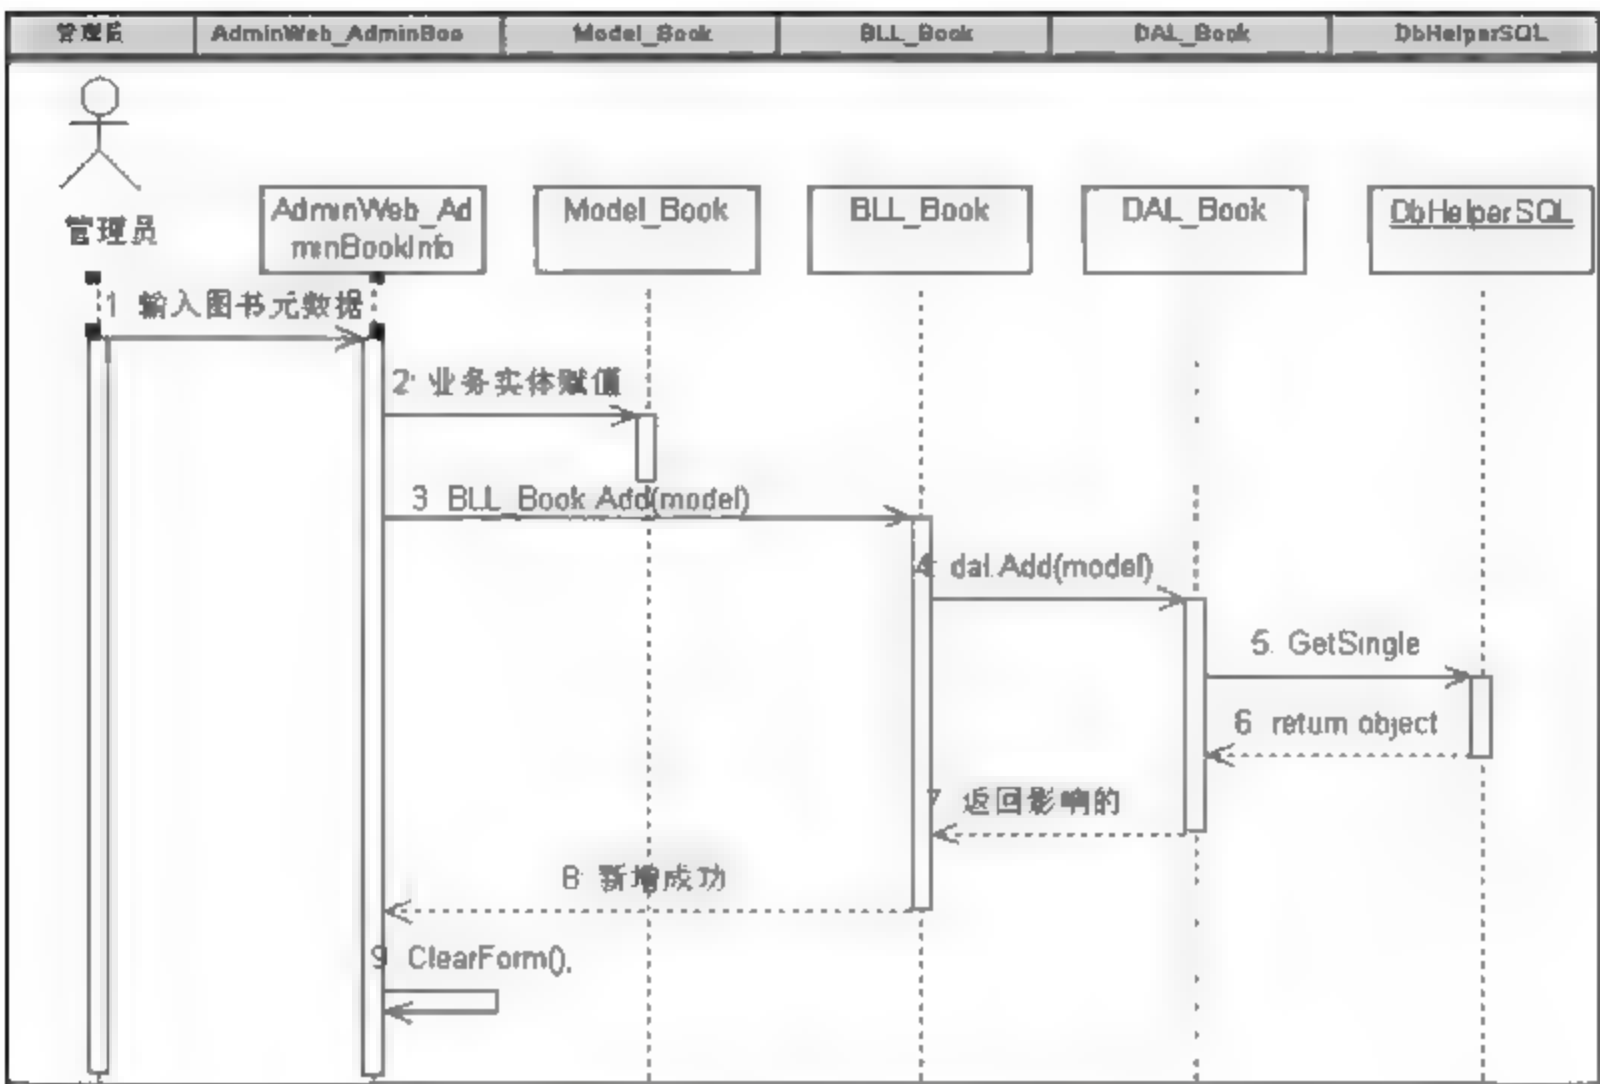 管理员 AdminWeb_AdminBoo Model_Book BLL_Book DAL_Book DbHelperSQL
管理员
AdminWeb_Ad
minBookInfo
Model_Book
BLL_Book
DAL_Book
DbHelperSQL
1 输入图书元数据
2: 业务实体赋值
3 BLL_Book.Add(model)
4: dal.Add(model)
5. GetSingle
6 return object
7 返回影响的
8: 新增成功
9 ClearForm(),